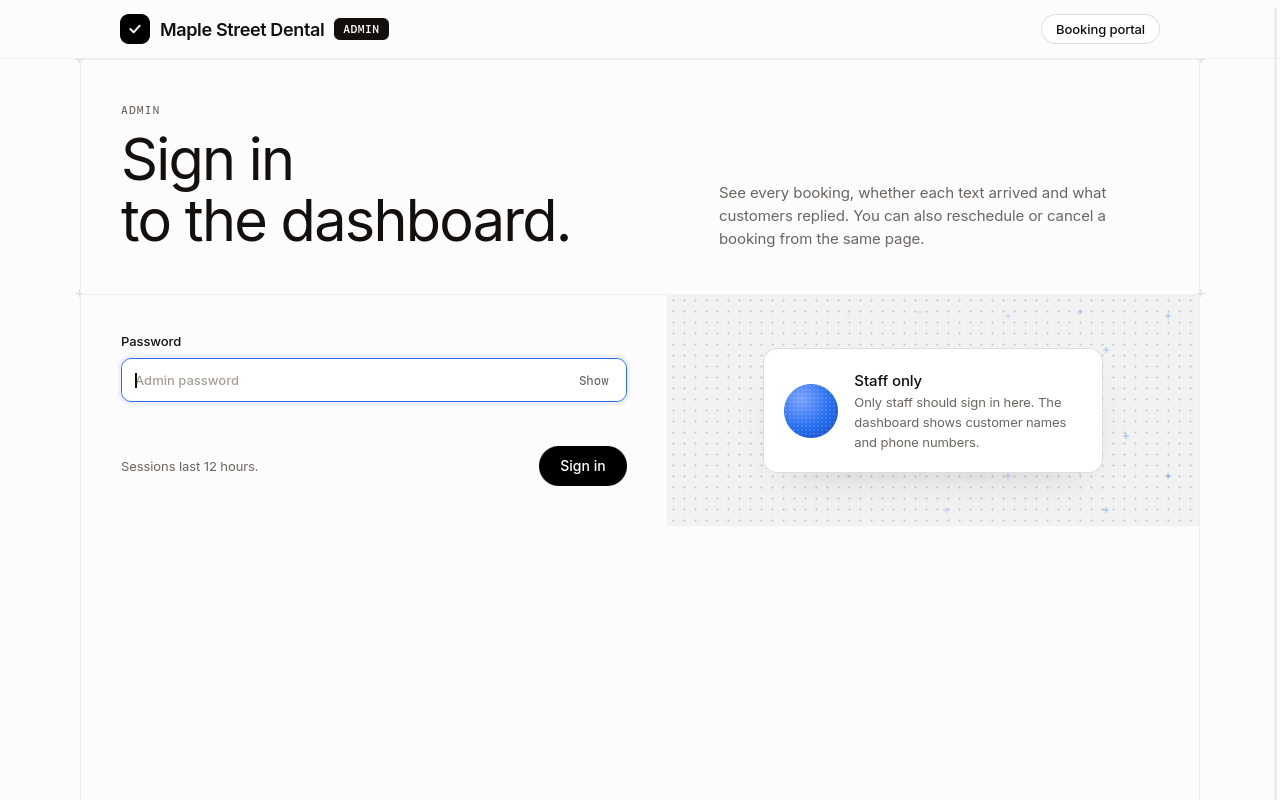 Maple Street Dental ADMIN
Booking portal
ADMIN
Sign in
to the dashboard.
See every booking, whether each text arrived and what
customers replied. You can also reschedule or cancel a
booking from the same page.
Password
Admin password
Show
Sessions last 12 hours.
Sign in
Staff only
Only staff should sign in here. The
dashboard shows customer names
and phone numbers.